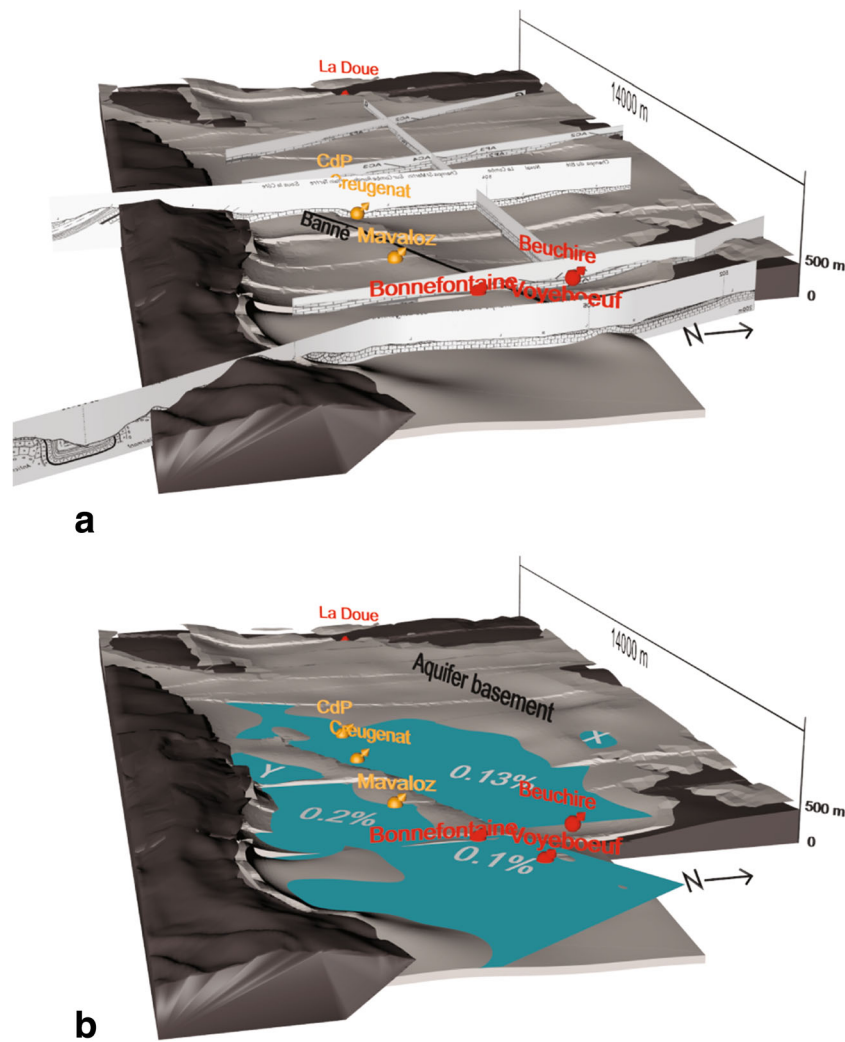 La Doue
14000 m
CdP
Creugenat
Banné
Mavaloz
Beuchire
Bonnefontaine
Voyeboeuf
500 m
0
N
a
La Doue
14000 m
Aquifer basement
CdP
Creugenat
X
Y
0.13%
Mavaloz
Beuchire
0.2%
500 m
Bonnefontaine
Voyeboeuf
0
0.1%
N
b